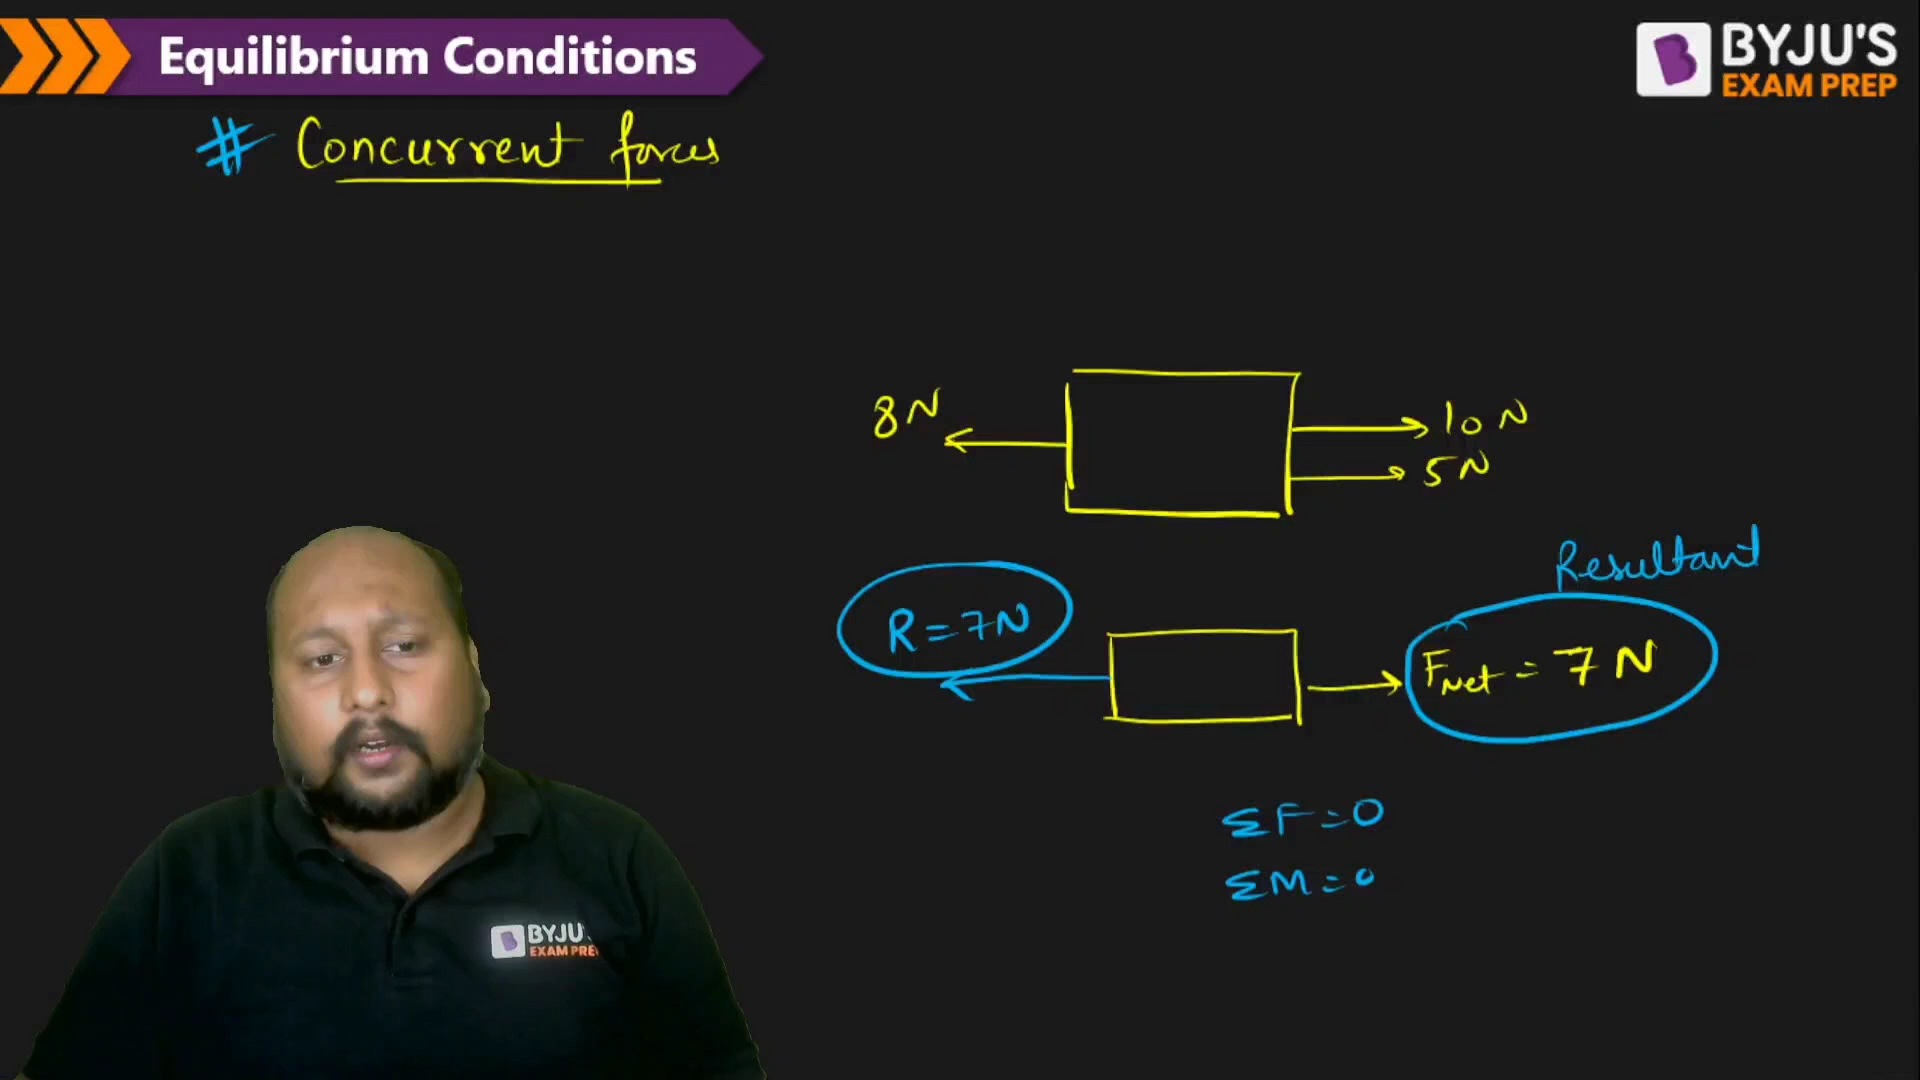 Equilibrium Conditions
BYJU'S
EXAM PREP
# Concurrent forces
8N
10 N
5N
Resultant
R = 7N
FNet = 7 N
ΣF = 0
ΣM = 0
BYJU'S
EXAM PREP